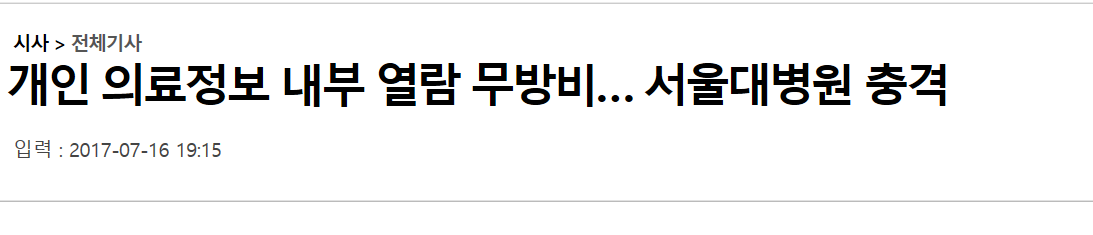 시사 > 전체기사
개인 의료정보 내부 열람 무방비… 서울대병원 충격
입력 : 2017-07-16 19:15